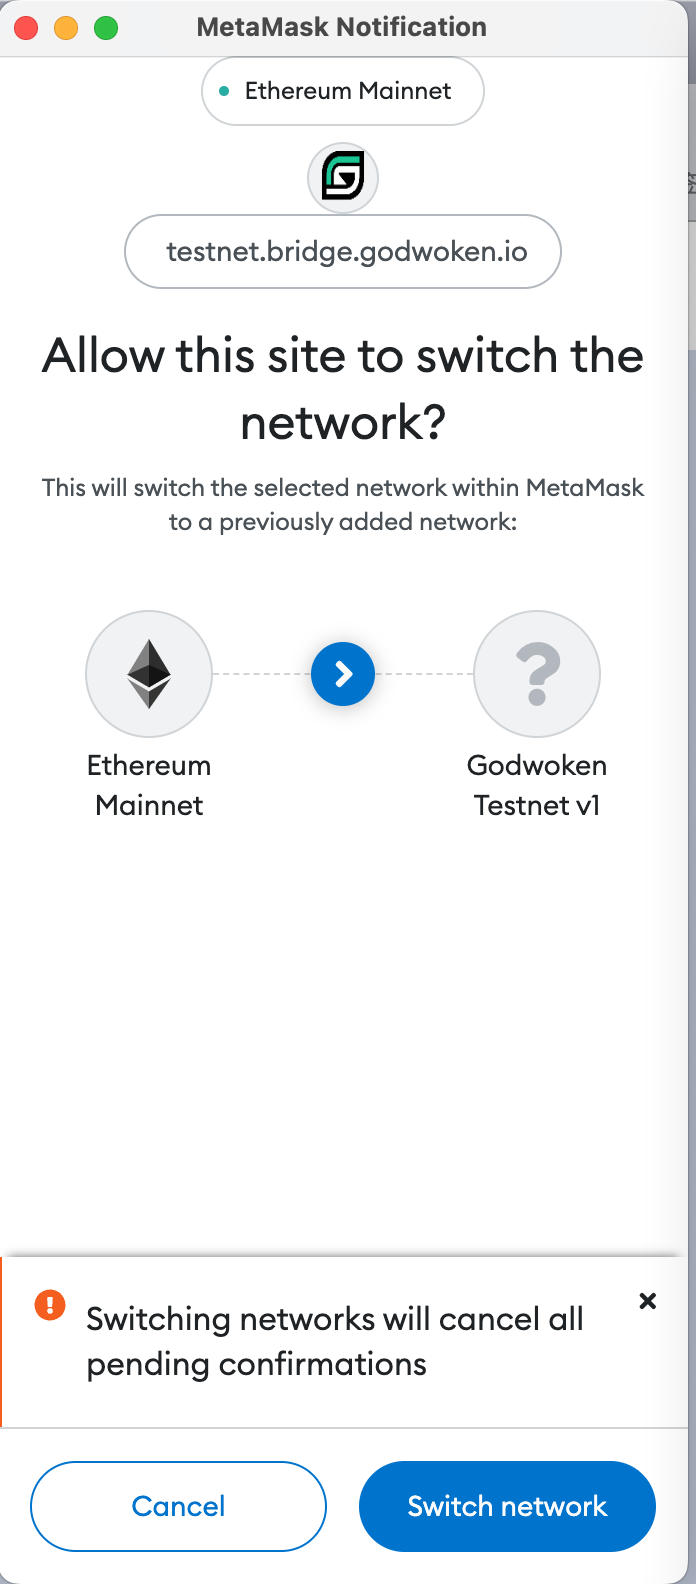 MetaMask Notification
Ethereum Mainnet
testnet.bridge.godwoken.io
Allow this site to switch the
network?
This will switch the selected network within MetaMask
to a previously added network:
Ethereum
Mainnet
Godwoken
Testnet v1
Switching networks will cancel all
pending confirmations
Cancel
Switch network